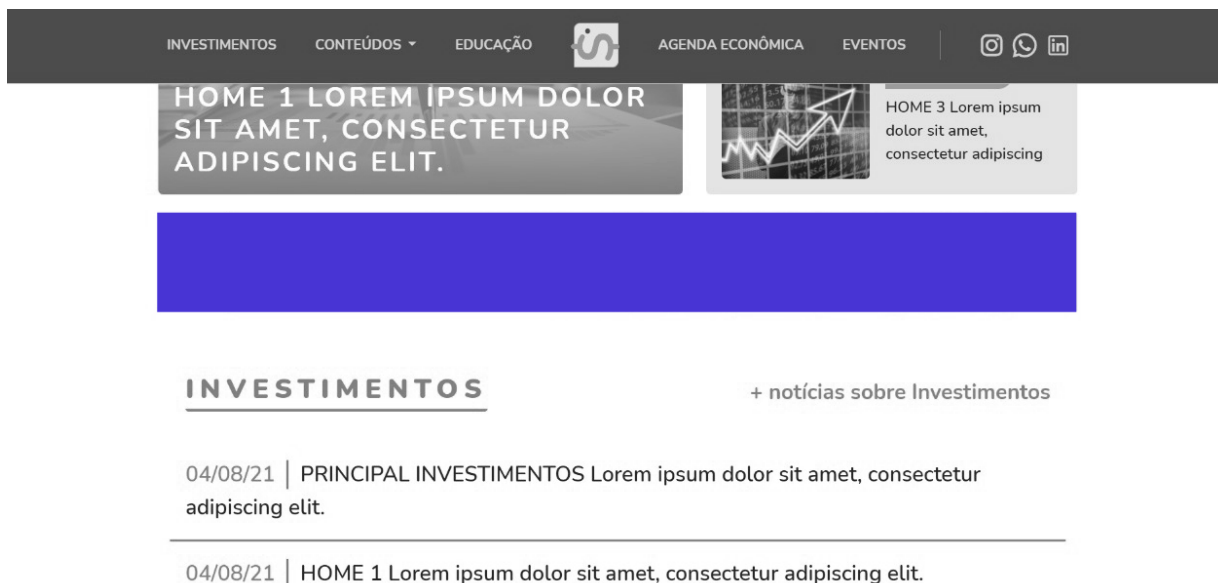 INVESTIMENTOS CONTEÚDOS EDUCAÇÃO in AGENDA ECONÔMICA EVENTOS in
HOME 1 LOREM IPSUM DOLOR
SIT AMET, CONSECTETUR
ADIPISCING ELIT.
HOME 3 Lorem ipsum
dolor sit amet,
consectetur adipiscing
INVESTIMENTOS
+ notícias sobre Investimentos
04/08/21 | PRINCIPAL INVESTIMENTOS Lorem ipsum dolor sit amet, consectetur
adipiscing elit.
04/08/21 | HOME 1 Lorem ipsum dolor sit amet, consectetur adipiscing elit.